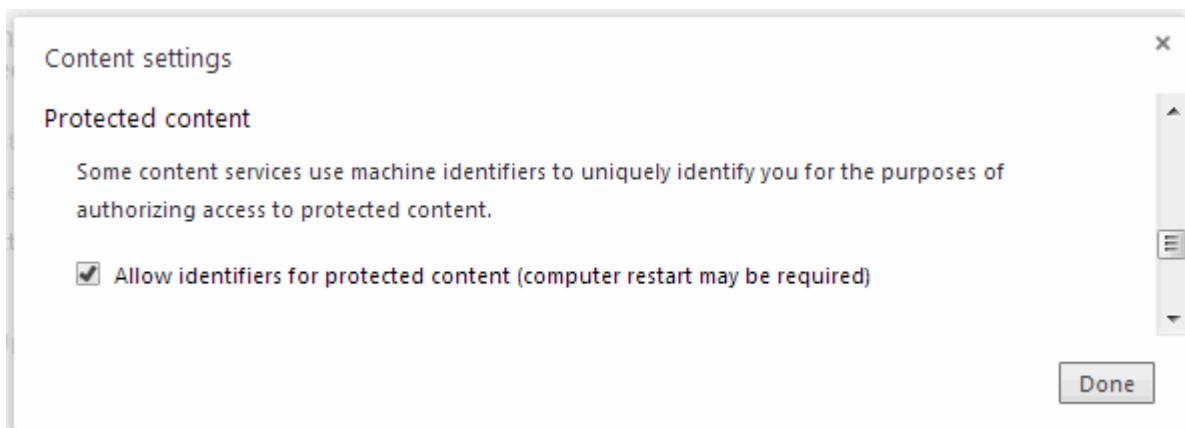 Content settings
Protected content
Some content services use machine identifiers to uniquely identify you for the purposes of
authorizing access to protected content.
Allow identifiers for protected content (computer restart may be required)
Done